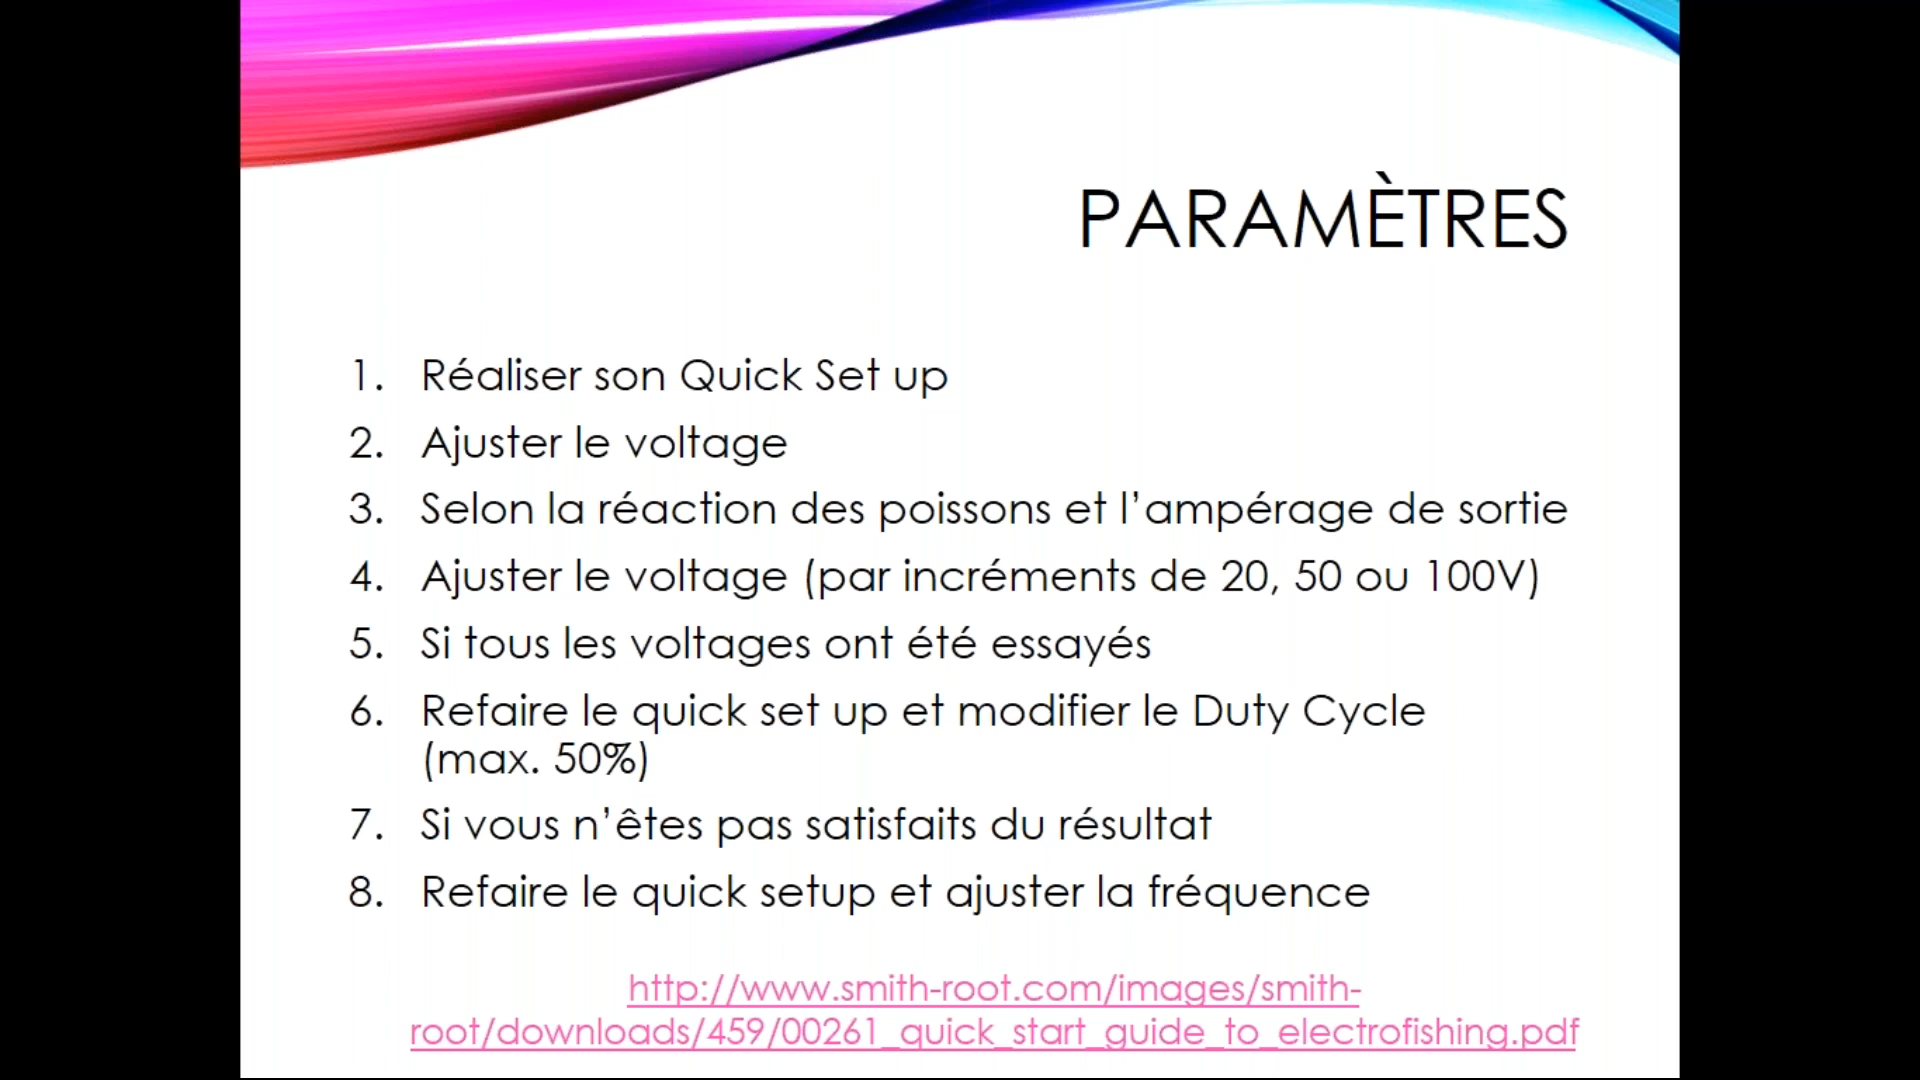 PARAMÈTRES
1. Réaliser son Quick Set up
2. Ajuster le voltage
3. Selon la réaction des poissons et l’ampérage de sortie
4. Ajuster le voltage (par incréments de 20, 50 ou 100V)
5. Si tous les voltages ont été essayés
6. Refaire le quick set up et modifier le Duty Cycle
(max. 50%)
7. Si vous n’êtes pas satisfaits du résultat
8. Refaire le quick setup et ajuster la fréquence
http://www.smith-root.com/images/smith-
root/downloads/459/00261_quick_start_guide_to_electrofishing.pdf